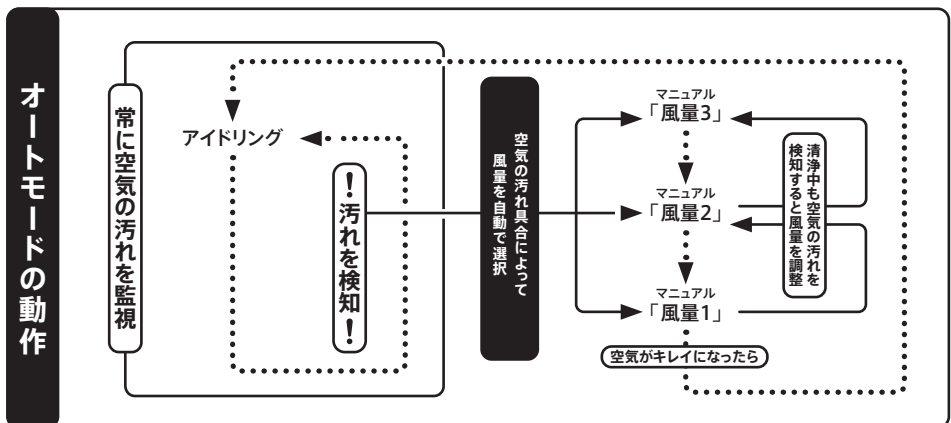 オートモードの動作
常に空気の汚れを監視
アイドリング
！汚れを検知！
空気の汚れ具合によって
風量を自動で選択
マニュアル
「風量3」
マニュアル
「風量2」
マニュアル
「風量1」
清浄中も空気の汚れを
検知すると風量を調整
空気がキレイになったら